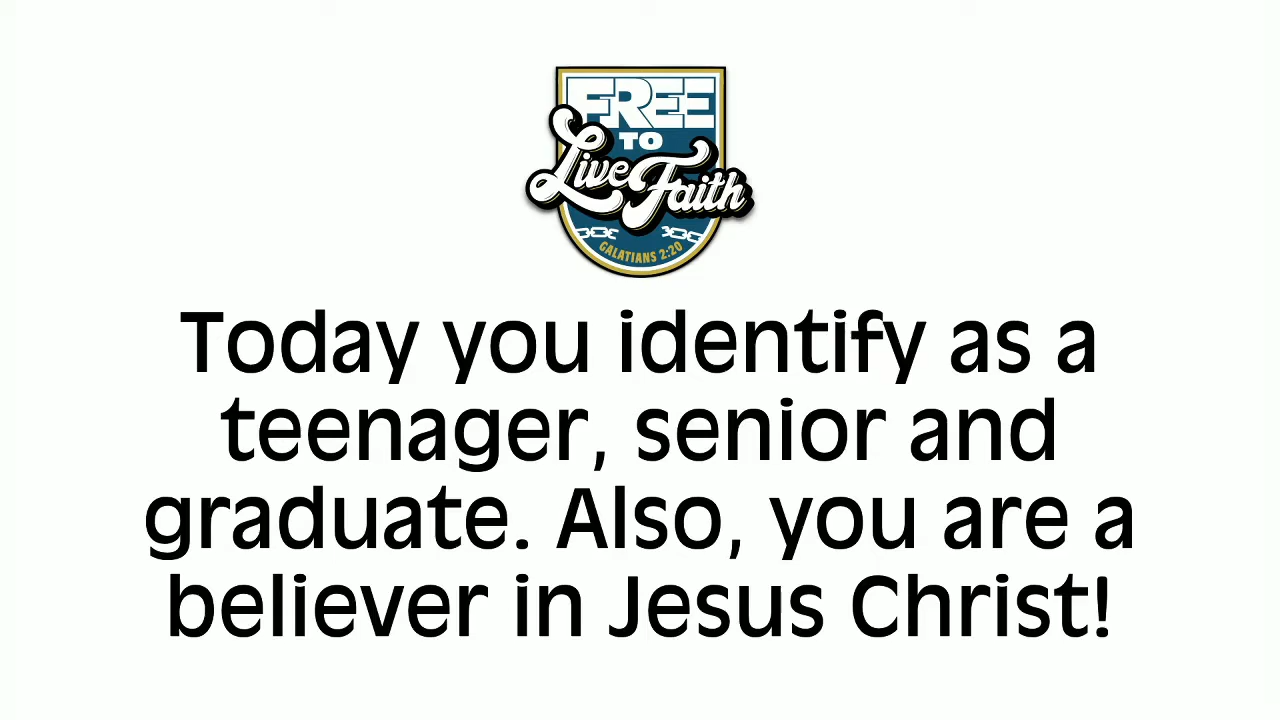 FREE
TO
Live Faith
GALATIANS 2:20
Today you identify as a
teenager, senior and
graduate. Also, you are a
believer in Jesus Christ!